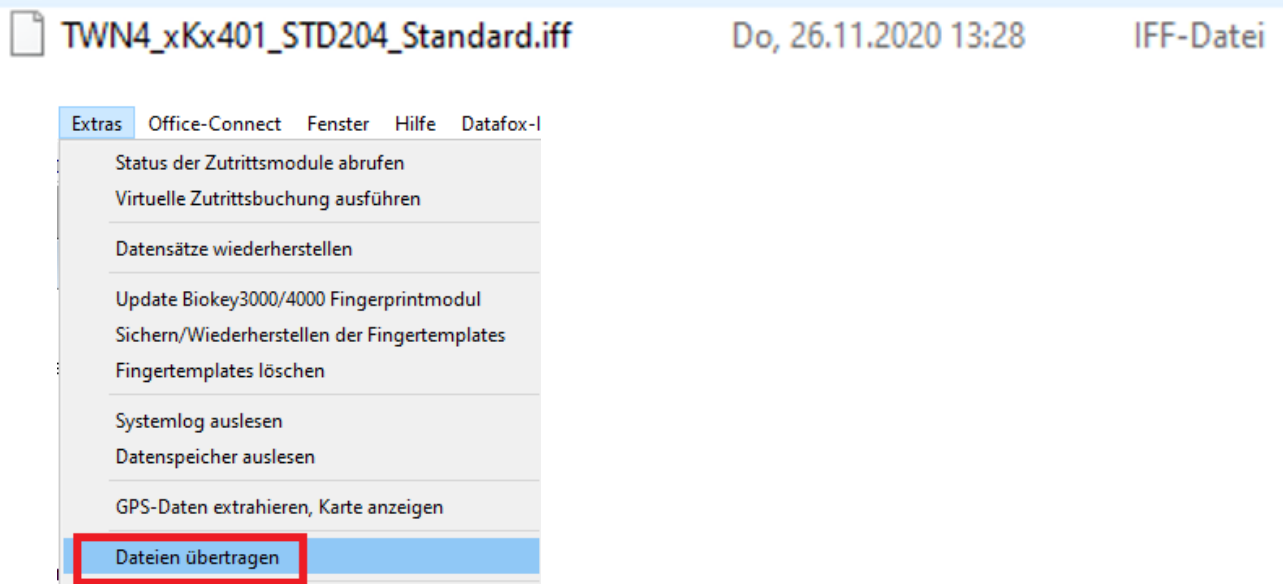 TWN4_xKx401_STD204_Standard.iff Do, 26.11.2020 13:28 IFF-Datei
Extras Office-Connect Fenster Hilfe
Status der Zutrittsmodule abrufen
Virtuelle Zutrittsbuchung ausführen
Datensätze wiederherstellen
Update Biokey3000/4000 Fingerprintmodul
Sichern/Wiederherstellen der Fingertemplates
Fingertemplates löschen
Systemlog auslesen
Datenspeicher auslesen
GPS-Daten extrahieren, Karte anzeigen
Dateien übertragen